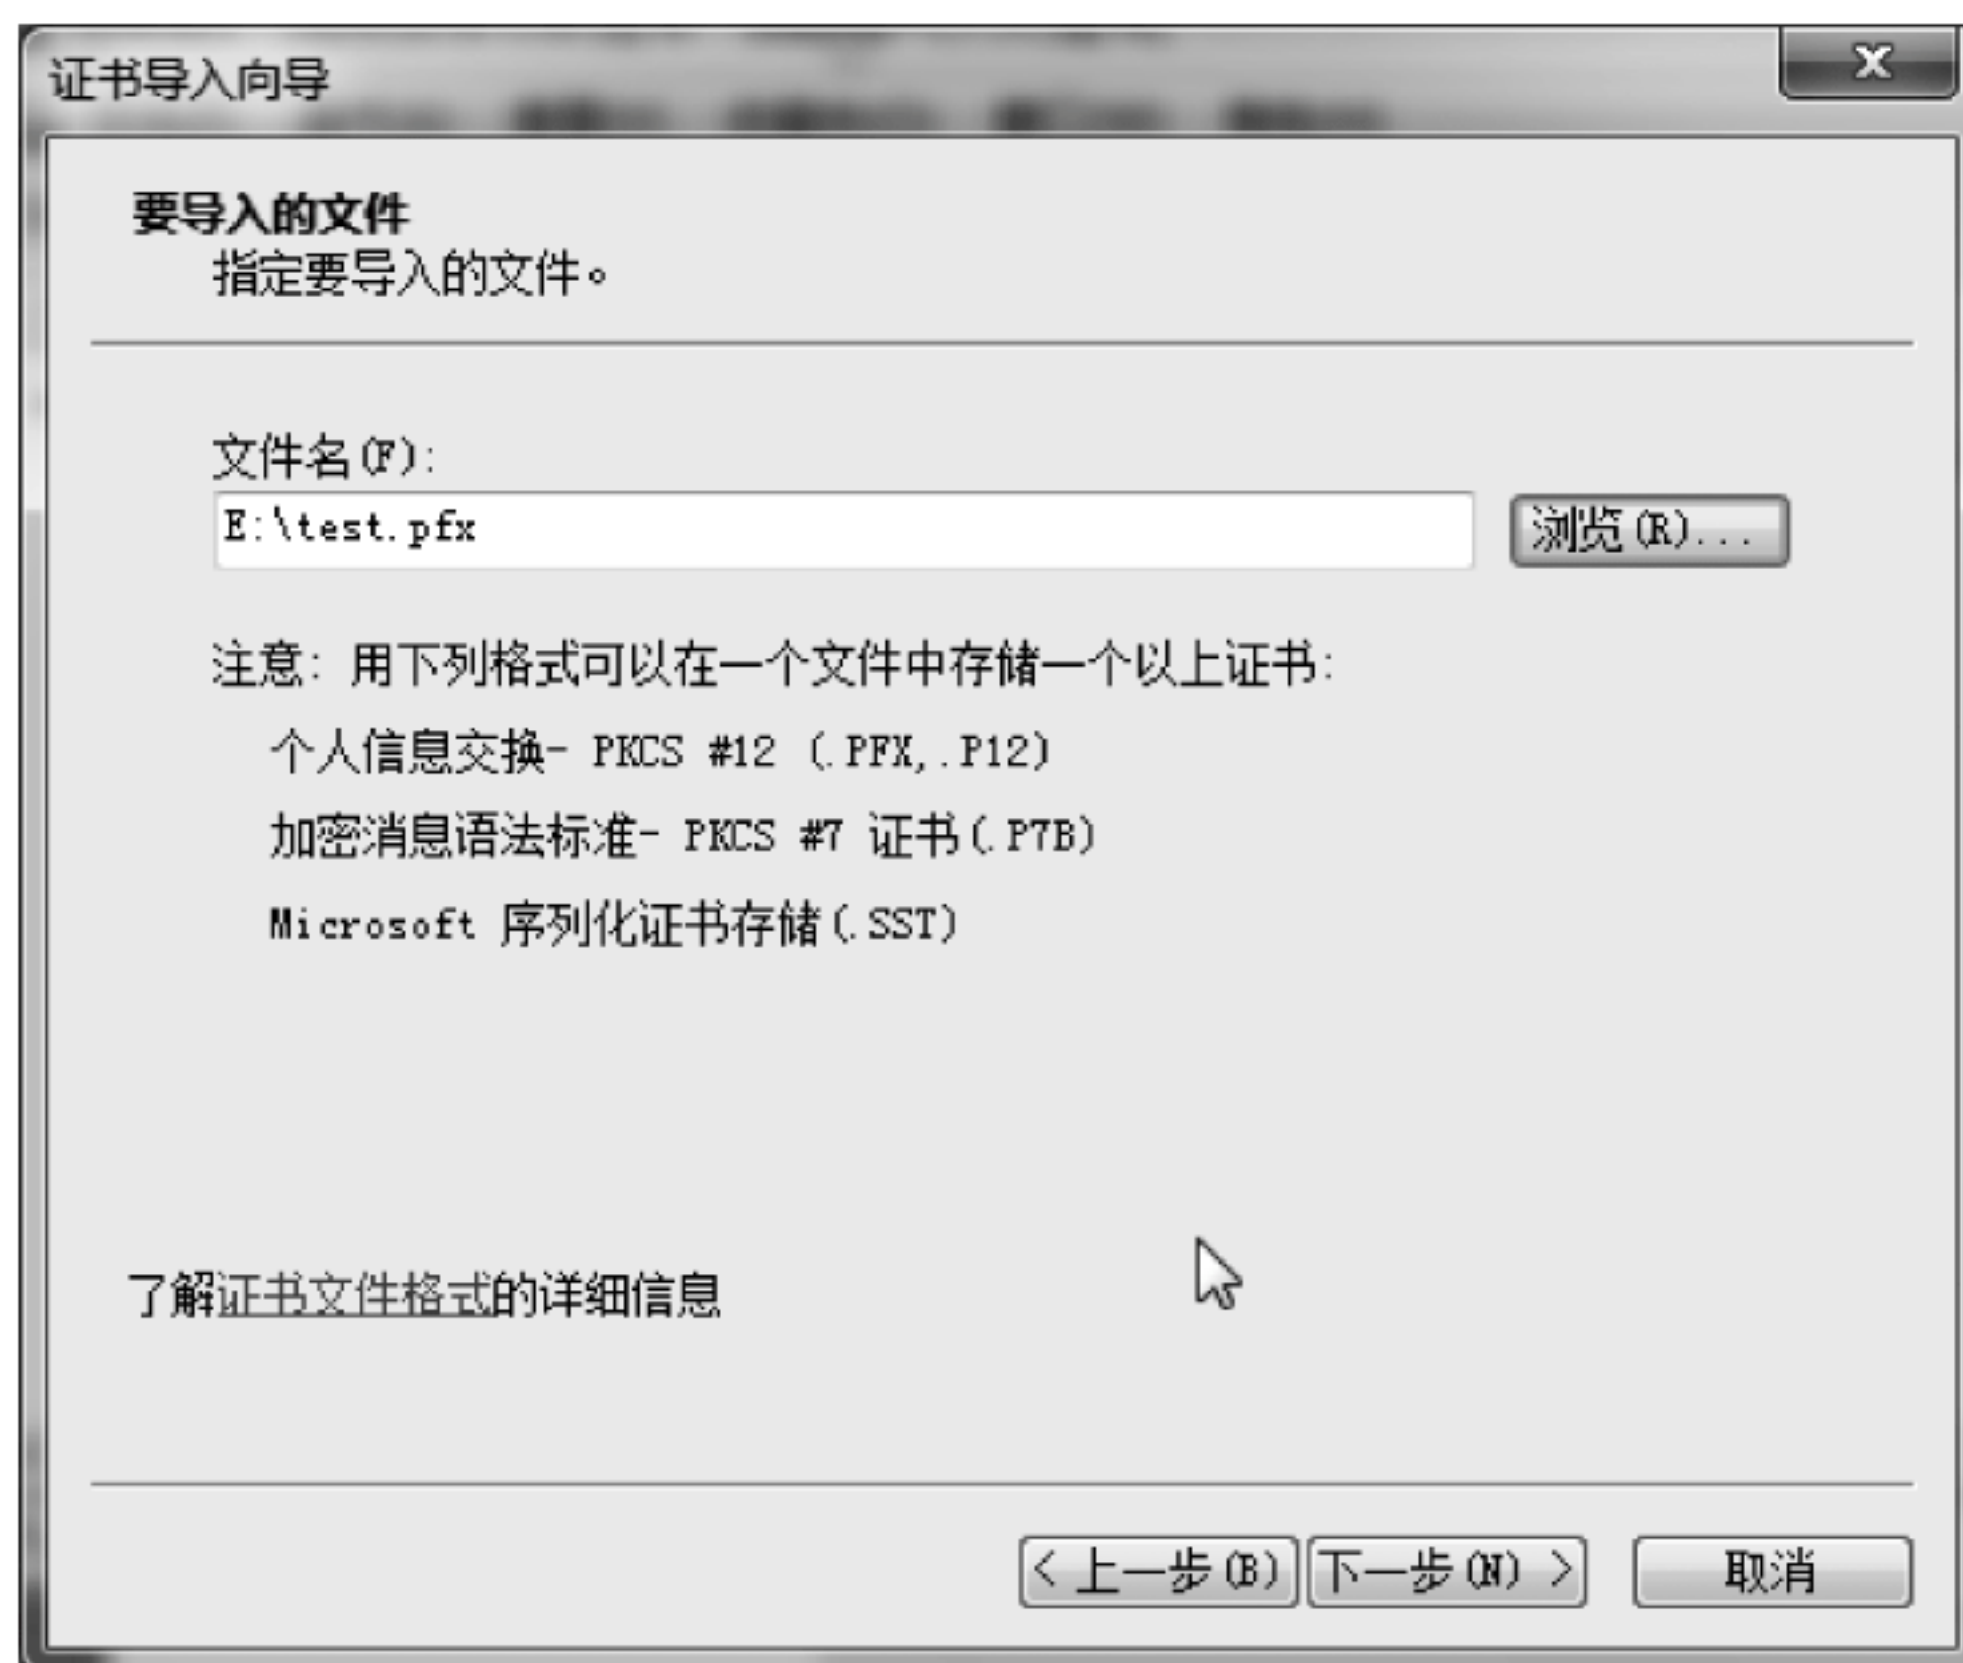 证书导入向导
要导入的文件
指定要导入的文件。
文件名(F):
E:\test.pfx
浏览(R)...
注意: 用下列格式可以在一个文件中存储一个以上证书:
个人信息交换- PKCS #12 (.PFX,.P12)
加密消息语法标准- PKCS #7 证书(.P7B)
Microsoft 序列化证书存储(.SST)
了解证书文件格式的详细信息
< 上一步(B)
下一步(N) >
取消